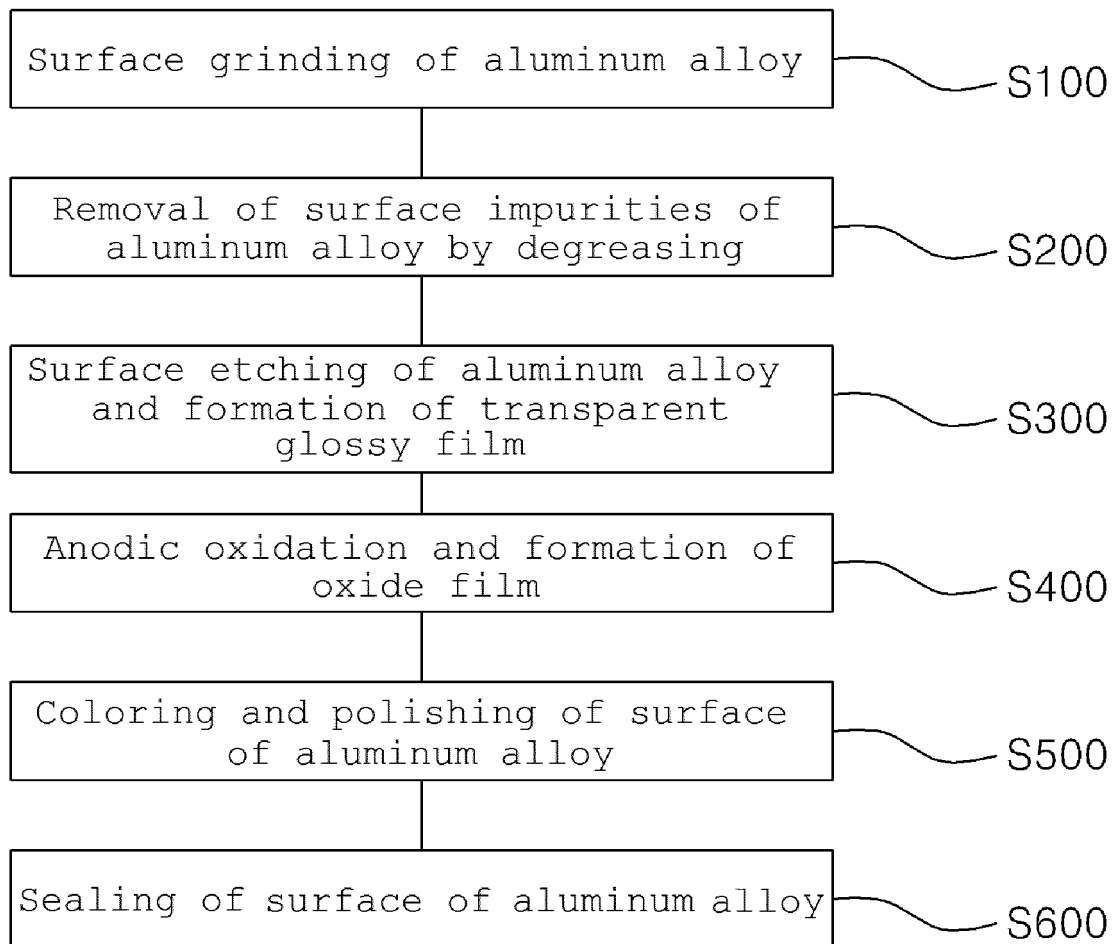 Surface grinding of aluminum alloy
S100
Removal of surface impurities of
aluminum alloy by degreasing
S200
Surface etching of aluminum alloy
and formation of transparent
glossy film
S300
Anodic oxidation and formation of
oxide film
S400
Coloring and polishing of surface
of aluminum alloy
S500
Sealing of surface of aluminum alloy
S600